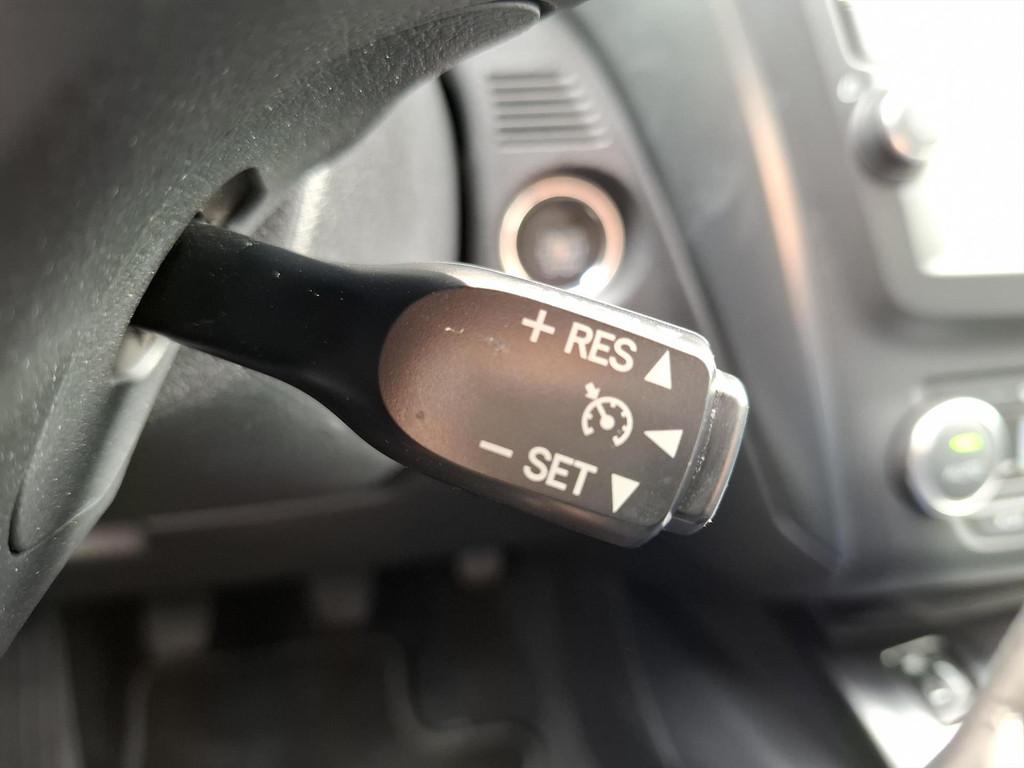 + RES
− SET